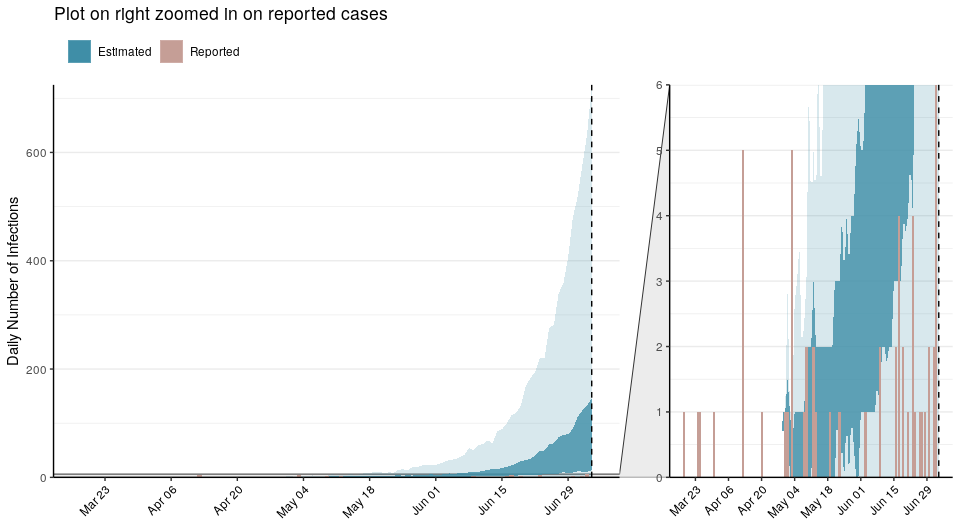 Plot on right zoomed in on reported cases
Estimated Reported
Daily Number of Infections
600
400
200
0
Mar 23 Apr 06 Apr 20 May 04 May 18 Jun 01 Jun 15 Jun 29
6
5
4
3
2
1
0
Mar 23 Apr 06 Apr 20 May 04 May 18 Jun 01 Jun 15 Jun 29